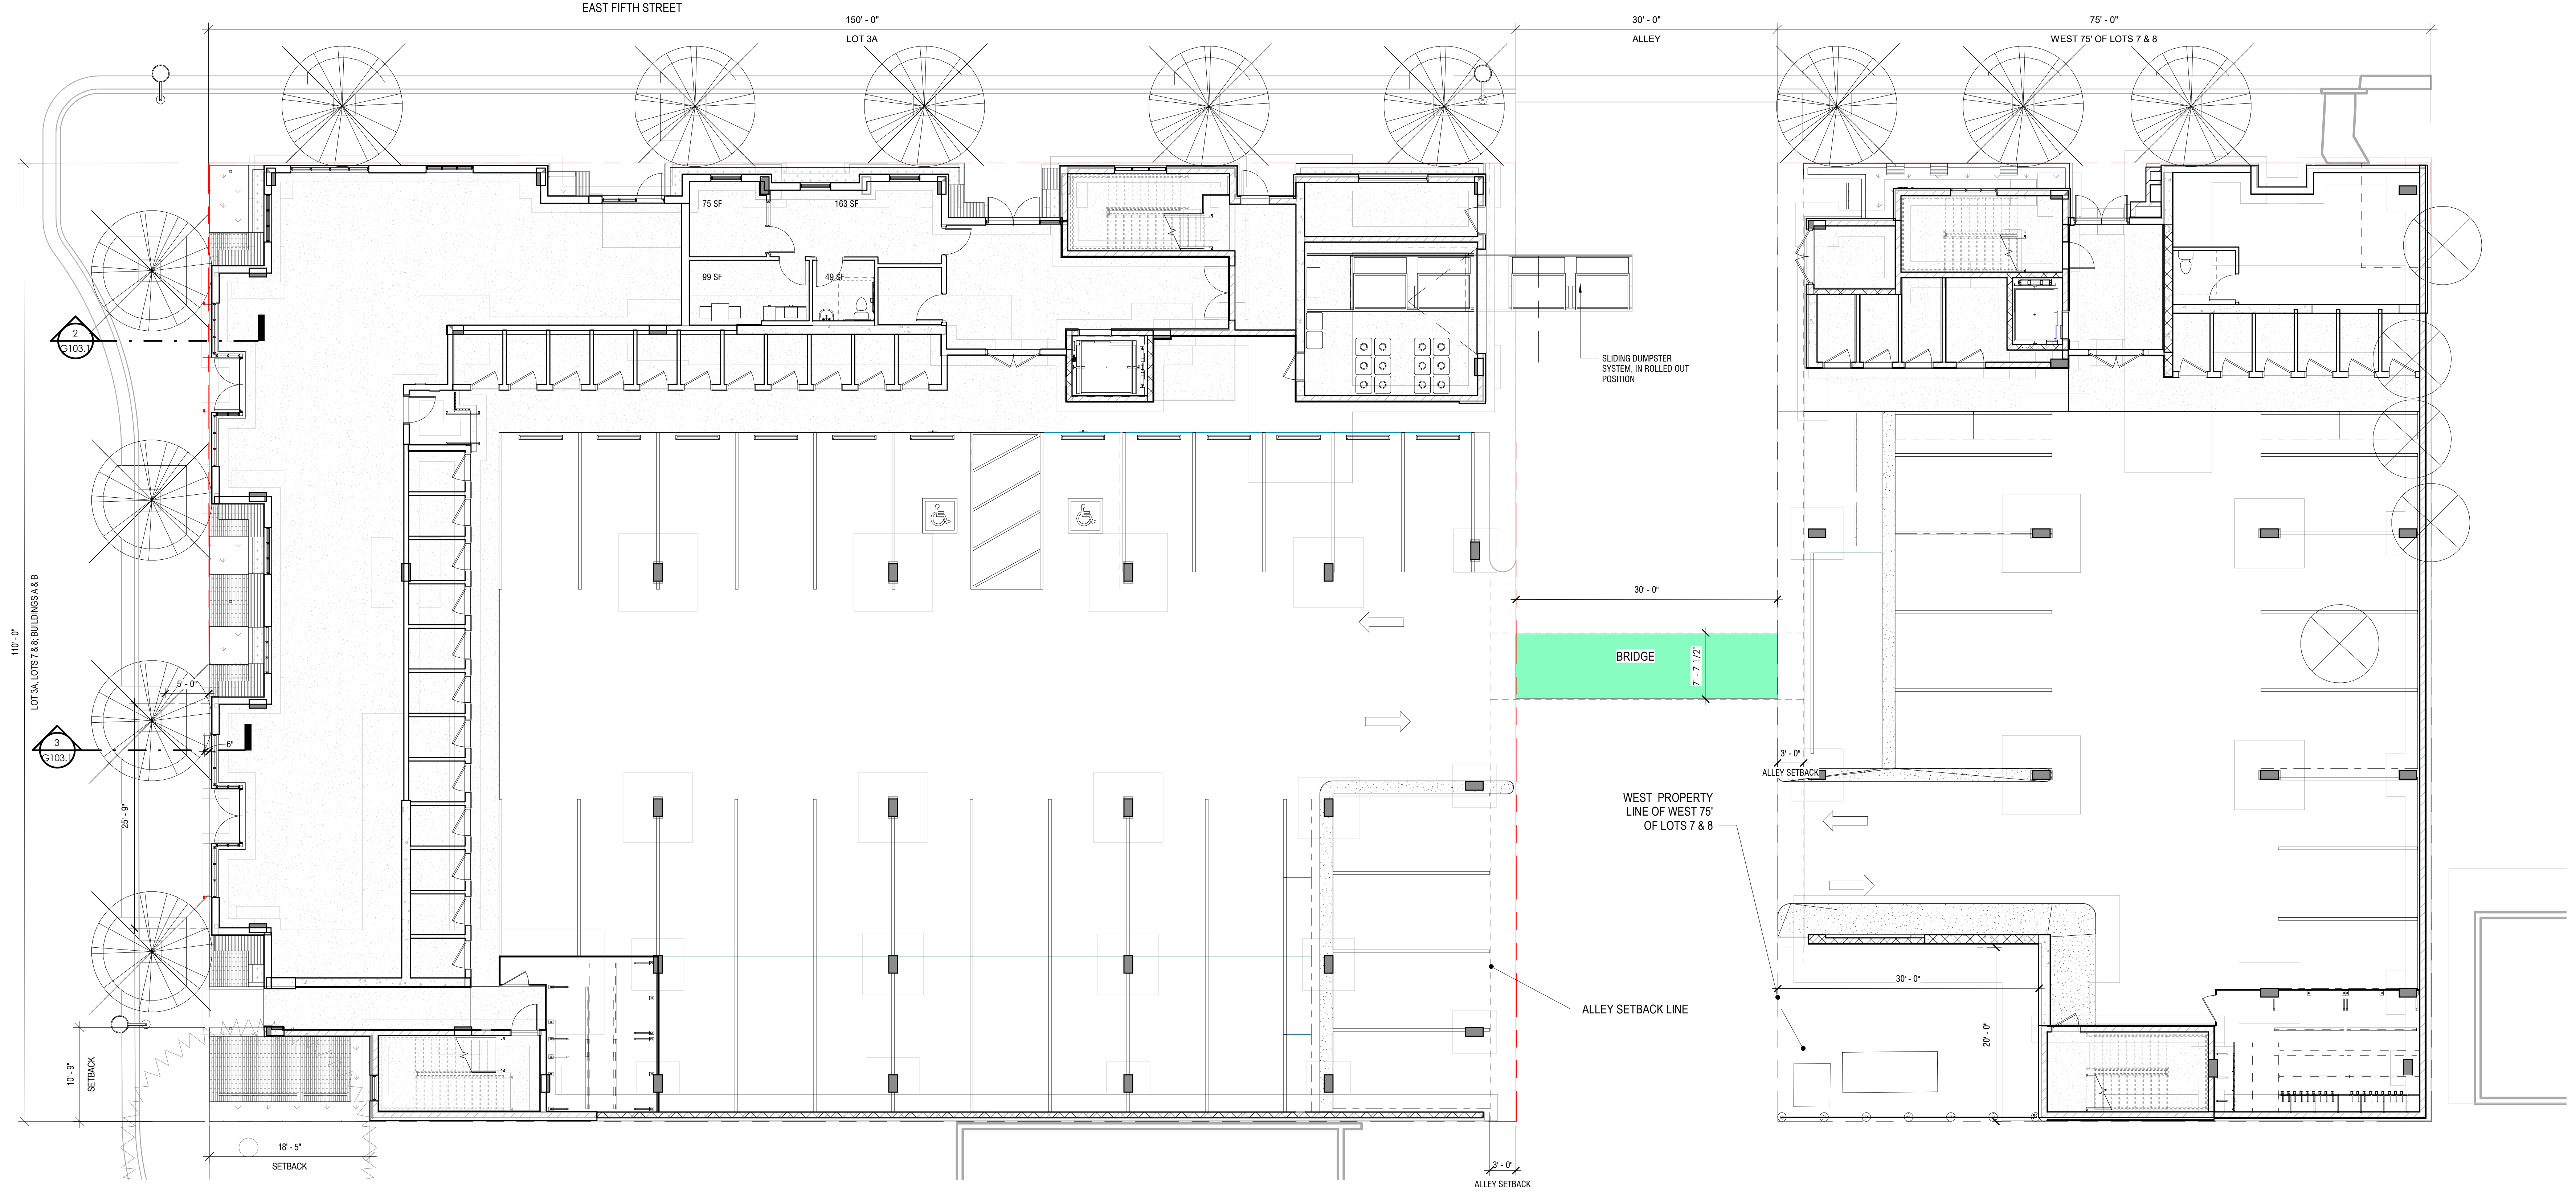 EAST FIFTH STREET
150' - 0"
30' - 0"
75' - 0"
LOT 3A
ALLEY
WEST 75' OF LOTS 7 & 8
75 SF
163 SF
99 SF
49 SF
2
G103.1
SLIDING DUMPSTER
SYSTEM, IN ROLLED OUT
POSITION
110' - 0"
LOT 3A, LOTS 7 & 8; BUILDINGS A & B
30' - 0"
BRIDGE
7' - 7 1/2"
5' - 0"
6"
3
G103.1
3' - 0"
ALLEY SETBACK
25' - 9"
WEST PROPERTY
LINE OF WEST 75'
OF LOTS 7 & 8
30' - 0"
ALLEY SETBACK LINE
20' - 0"
10' - 9"
SETBACK
18' - 5"
SETBACK
3' - 0"
ALLEY SETBACK